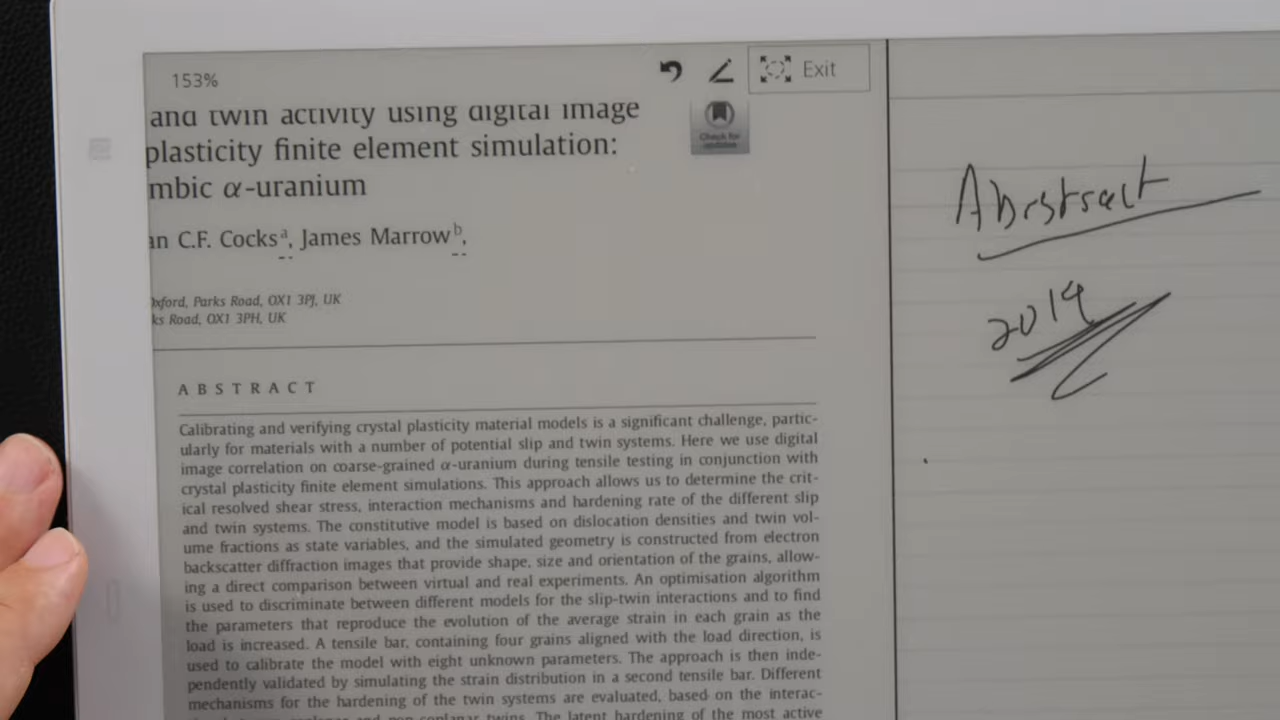 153%
Exit
and twin activity using digital image
plasticity finite element simulation:
mbic α-uranium
Check for
updates
an C.F. Cocks a, James Marrow b,
xford, Parks Road, OX1 3PJ, UK
ks Road, OX1 3PH, UK
ABSTRACT
Calibrating and verifying crystal plasticity material models is a significant challenge, partic-
ularly for materials with a number of potential slip and twin systems. Here we use digital
image correlation on coarse-grained α-uranium during tensile testing in conjunction with
crystal plasticity finite element simulations. This approach allows us to determine the crit-
ical resolved shear stress, interaction mechanisms and hardening rate of the different slip
and twin systems. The constitutive model is based on dislocation densities and twin vol-
ume fractions as state variables, and the simulated geometry is constructed from electron
backscatter diffraction images that provide shape, size and orientation of the grains, allow-
ing a direct comparison between virtual and real experiments. An optimisation algorithm
is used to discriminate between different models for the slip-twin interactions and to find
the parameters that reproduce the evolution of the average strain in each grain as the
load is increased. A tensile bar, containing four grains aligned with the load direction, is
used to calibrate the model with eight unknown parameters. The approach is then inde-
pendently validated by simulating the strain distribution in a second tensile bar. Different
mechanisms for the hardening of the twin systems are evaluated, based on the interac-
twins. The latent hardening of the most active
Abstract
2019